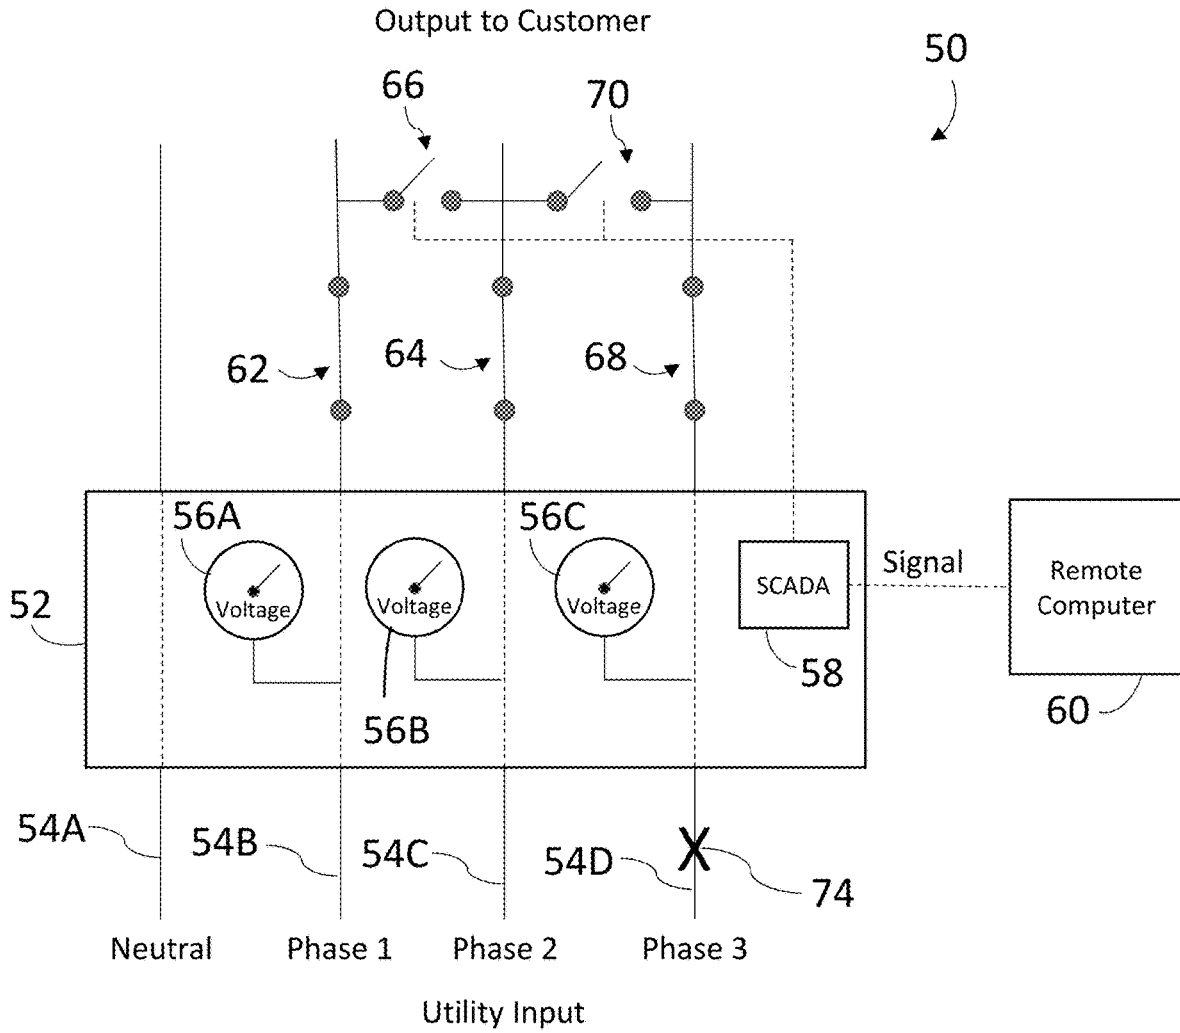 Output to Customer
50
66
70
62
64
68
56A
56C
Voltage
Voltage
Voltage
SCADA
Signal
Remote
Computer
52
58
56B
60
54A
54B
54C
54D
X
74
Neutral
Phase 1
Phase 2
Phase 3
Utility Input